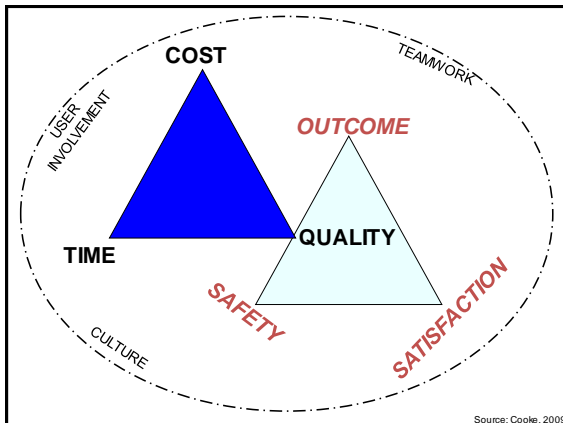 COST
TEAMWORK
USER
INVOLVEMENT
OUTCOME
TIME
QUALITY
SAFETY
SATISFACTION
CULTURE
Source: Cooke, 2009